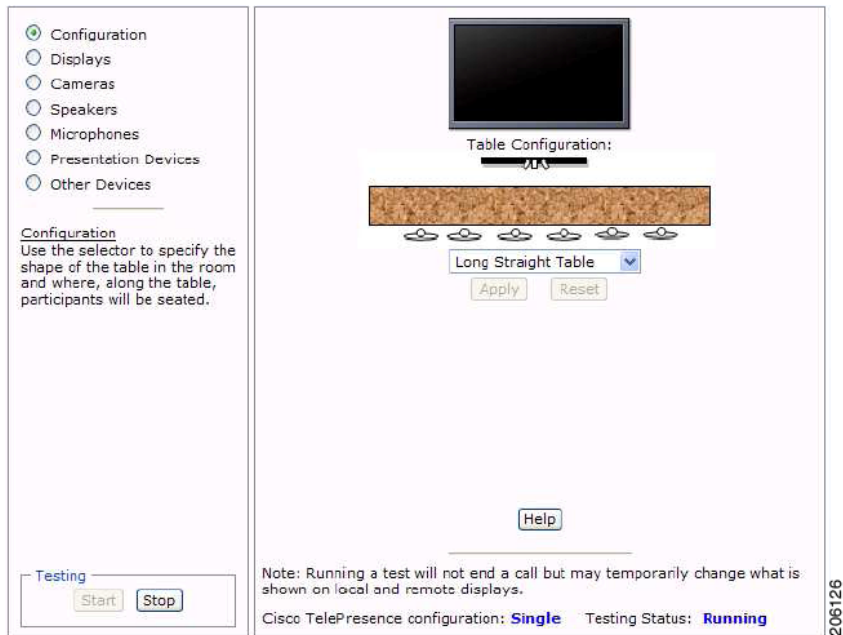 Configuration
Displays
Cameras
Speakers
Microphones
Presentation Devices
Other Devices
Configuration
Use the selector to specify the
shape of the table in the room
and where, along the table,
participants will be seated.
Testing
Start Stop
Table Configuration:
Long Straight Table
Apply Reset
Help
Note: Running a test will not end a call but may temporarily change what is
shown on local and remote displays.
Cisco TelePresence configuration: Single Testing Status: Running
206126